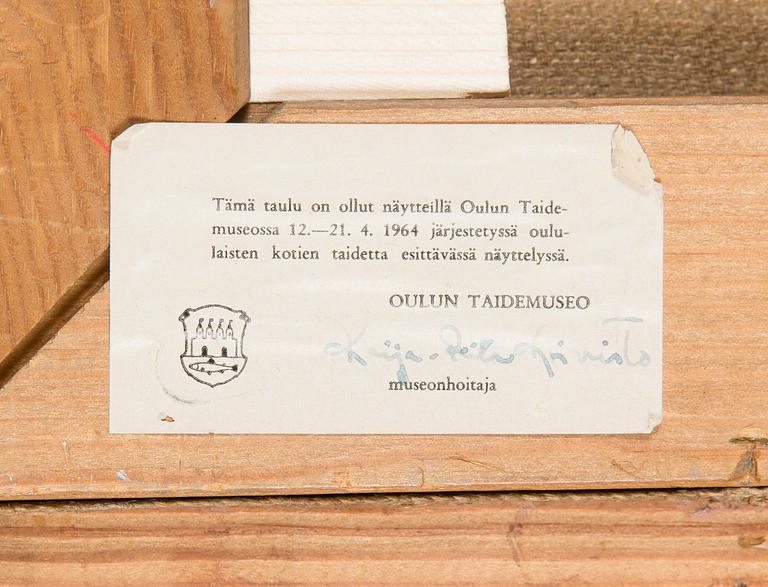 Tämä taulu on ollut näytteillä Oulun Taide-
museossa 12.—21. 4. 1964 järjestetyssä oulu-
laisten kotien taidetta esittävässä näyttelyssä.
OULUN TAIDEMUSEO
museonhoitaja